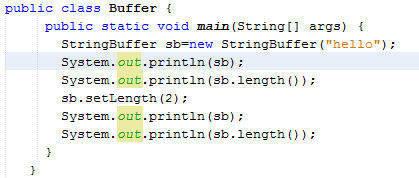 public class Buffer {
    public static void main(String[] args) {
      StringBuffer sb=new StringBuffer("hello");
      System.out.println(sb);
      System.out.println(sb.length());
      sb.setLength(2);
      System.out.println(sb);
      System.out.println(sb.length());
    }
  }